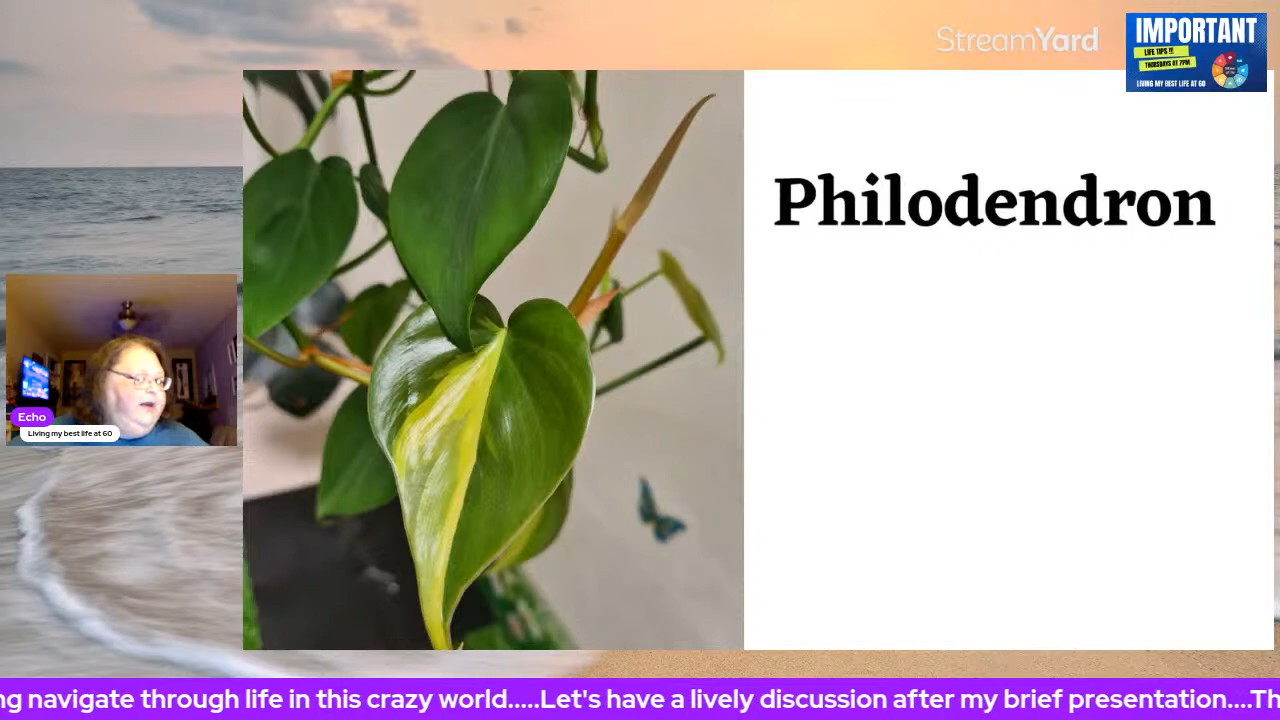 StreamYard
IMPORTANT
LIFE TIPS !!!
THURSDAYS AT 7PM
LIVING MY BEST LIFE AT 60
Philodendron
Echo
Living my best life at 60
ng navigate through life in this crazy world.....Let's have a lively discussion after my brief presentation....Th